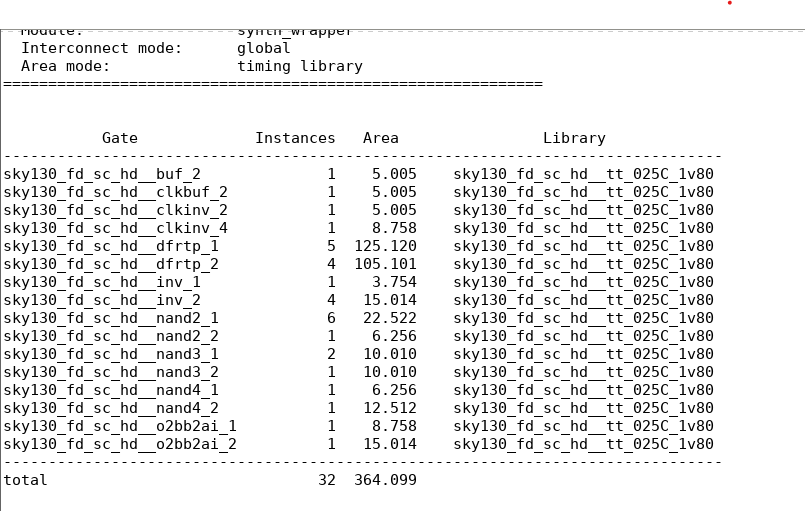 Module: synth_wrapper
Interconnect mode: global
Area mode: timing library
============================================================
Gate Instances Area Library
--------------------------------------------------------------------------------
sky130_fd_sc_hd__buf_2 1 5.005 sky130_fd_sc_hd__tt_025C_1v80
sky130_fd_sc_hd__clkbuf_2 1 5.005 sky130_fd_sc_hd__tt_025C_1v80
sky130_fd_sc_hd__clkinv_2 1 5.005 sky130_fd_sc_hd__tt_025C_1v80
sky130_fd_sc_hd__clkinv_4 1 8.758 sky130_fd_sc_hd__tt_025C_1v80
sky130_fd_sc_hd__dfrtp_1 5 125.120 sky130_fd_sc_hd__tt_025C_1v80
sky130_fd_sc_hd__dfrtp_2 4 105.101 sky130_fd_sc_hd__tt_025C_1v80
sky130_fd_sc_hd__inv_1 1 3.754 sky130_fd_sc_hd__tt_025C_1v80
sky130_fd_sc_hd__inv_2 4 15.014 sky130_fd_sc_hd__tt_025C_1v80
sky130_fd_sc_hd__nand2_1 6 22.522 sky130_fd_sc_hd__tt_025C_1v80
sky130_fd_sc_hd__nand2_2 1 6.256 sky130_fd_sc_hd__tt_025C_1v80
sky130_fd_sc_hd__nand3_1 2 10.010 sky130_fd_sc_hd__tt_025C_1v80
sky130_fd_sc_hd__nand3_2 1 10.010 sky130_fd_sc_hd__tt_025C_1v80
sky130_fd_sc_hd__nand4_1 1 6.256 sky130_fd_sc_hd__tt_025C_1v80
sky130_fd_sc_hd__nand4_2 1 12.512 sky130_fd_sc_hd__tt_025C_1v80
sky130_fd_sc_hd__o2bb2ai_1 1 8.758 sky130_fd_sc_hd__tt_025C_1v80
sky130_fd_sc_hd__o2bb2ai_2 1 15.014 sky130_fd_sc_hd__tt_025C_1v80
--------------------------------------------------------------------------------
total 32 364.099